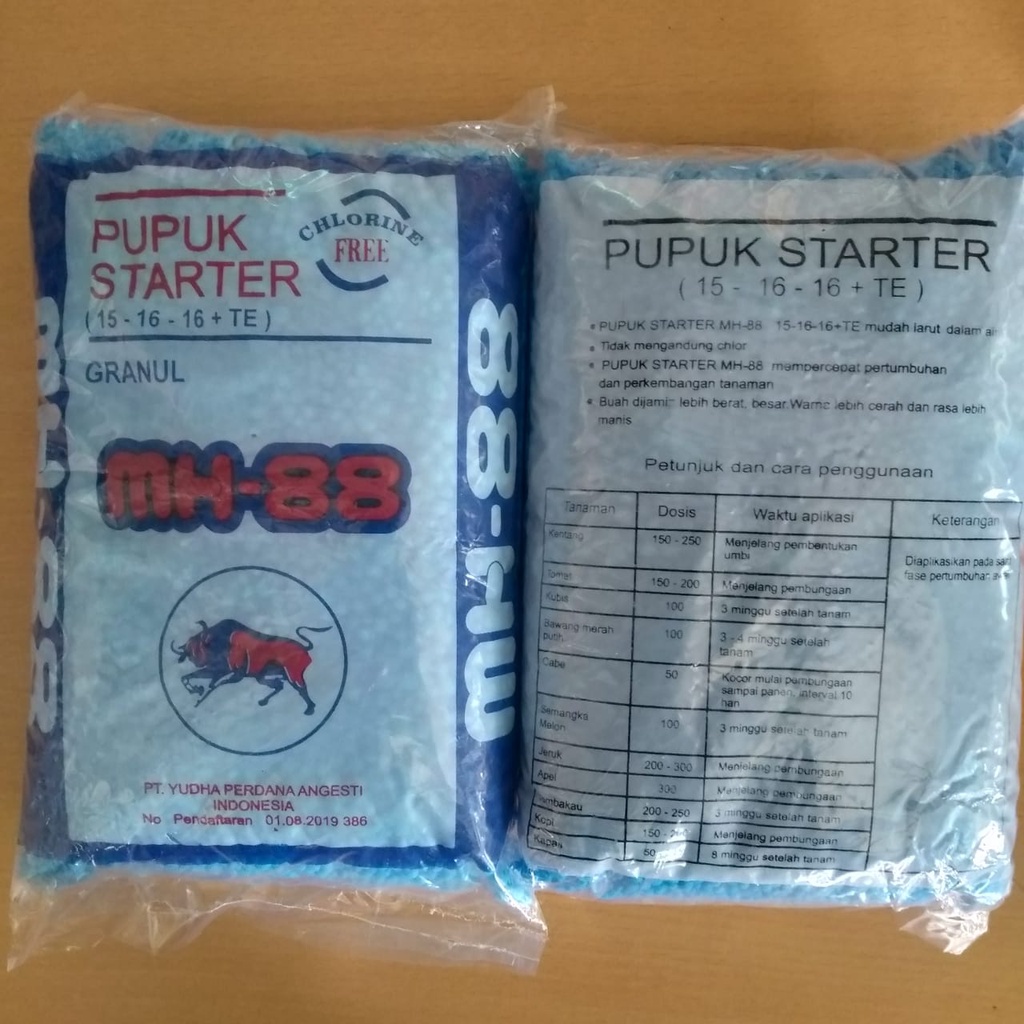 PUPUK
STARTER
(15 - 16 - 16 + TE)
CHLORINE
FREE
GRANUL
MH-88
PT. YUDHA PERDANA ANGESTI
INDONESIA
No Pendaftaran 01.08.2019 386
MH-88
PUPUK STARTER
( 15 - 16 - 16 + TE )
• PUPUK STARTER MH-88 15-16-16+TE mudah larut dalam
• Tidak mengandung chlor
• PUPUK STARTER MH-88 mempercepat pertumbuhan
dan perkembangan tanaman
• Buah dijamin lebih berat, besar.Warna lebih cerah dan rasa lebih
manis
Petunjuk dan cara penggunaan
Tanaman Dosis Waktu aplikasi Keterangan
Kentang 150 - 250 Menjelang pembentukan
umbi
Diaplikasikan pada saat
fase pertumbuhan
Tomat 150 - 200 Menjelang pembungaan
Kubis 100 3 minggu setelah tanam
Bawang merah
putih 100 3 - 4 minggu setelah
tanam
Cabe 50 Kocor mulai pembungaan
sampai panen, interval 10
hari
Semangka
Melon 100 3 minggu setelah tanam
Jeruk 200 - 300 Menjelang pembungaan
Apel 300 Menjelang pembungaan
Tembakau 200 - 250 3 minggu setelah tanam
Kopi 150 - Menjelang pembungaan
Kapas 50 8 minggu setelah tanam